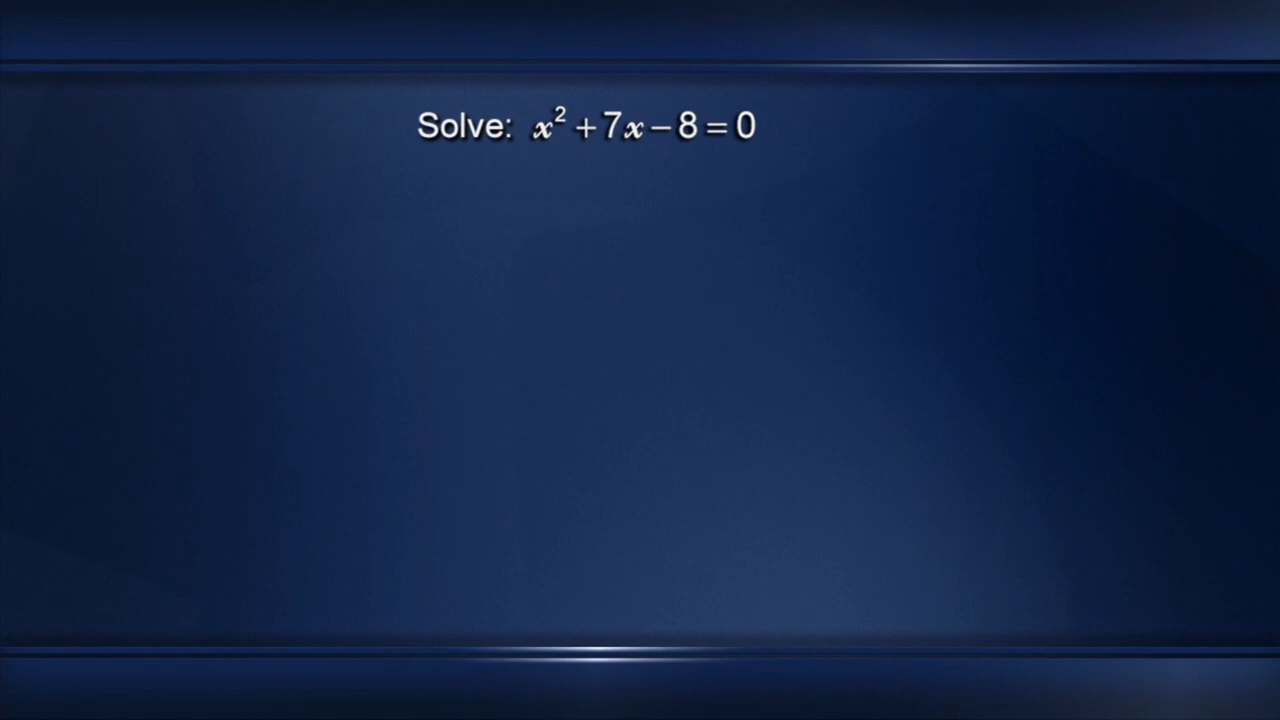 Solve: x² + 7x − 8 = 0